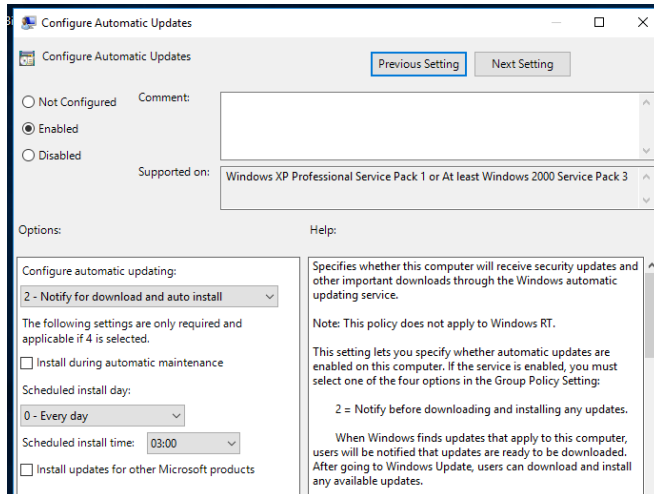 Configure Automatic Updates
Configure Automatic Updates
Previous Setting
Next Setting
Not Configured
Comment:
Enabled
Disabled
Supported on:
Windows XP Professional Service Pack 1 or At least Windows 2000 Service Pack 3
Options:
Help:
Configure automatic updating:
2 - Notify for download and auto install
The following settings are only required and
applicable if 4 is selected.
Install during automatic maintenance
Scheduled install day:
0 - Every day
Scheduled install time:
03:00
Install updates for other Microsoft products
Specifies whether this computer will receive security updates and
other important downloads through the Windows automatic
updating service.
Note: This policy does not apply to Windows RT.
This setting lets you specify whether automatic updates are
enabled on this computer. If the service is enabled, you must
select one of the four options in the Group Policy Setting:
2 = Notify before downloading and installing any updates.
When Windows finds updates that apply to this computer,
users will be notified that updates are ready to be downloaded.
After going to Windows Update, users can download and install
any available updates.